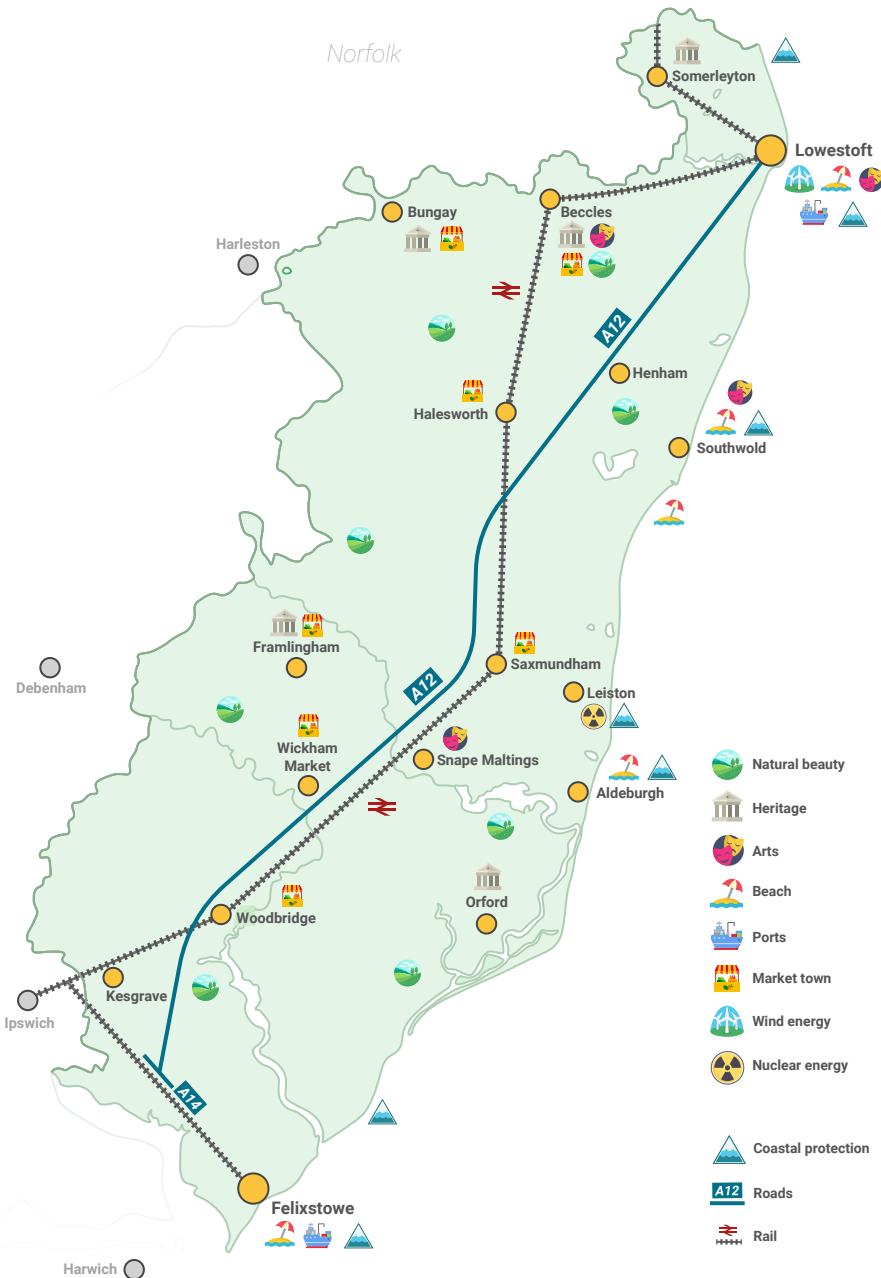 Norfolk
Somerleyton
Lowestoft
Bungay
Beccles
Harleston
A12
Henham
Halesworth
Southwold
Framlingham
Saxmundham
Debenham
A12
Leiston
Wickham
Market
Snape Maltings
Aldeburgh
Orford
Woodbridge
Kesgrave
Ipswich
A14
Felixstowe
Harwich
Natural beauty
Heritage
Arts
Beach
Ports
Market town
Wind energy
Nuclear energy
Coastal protection
A12 Roads
Rail